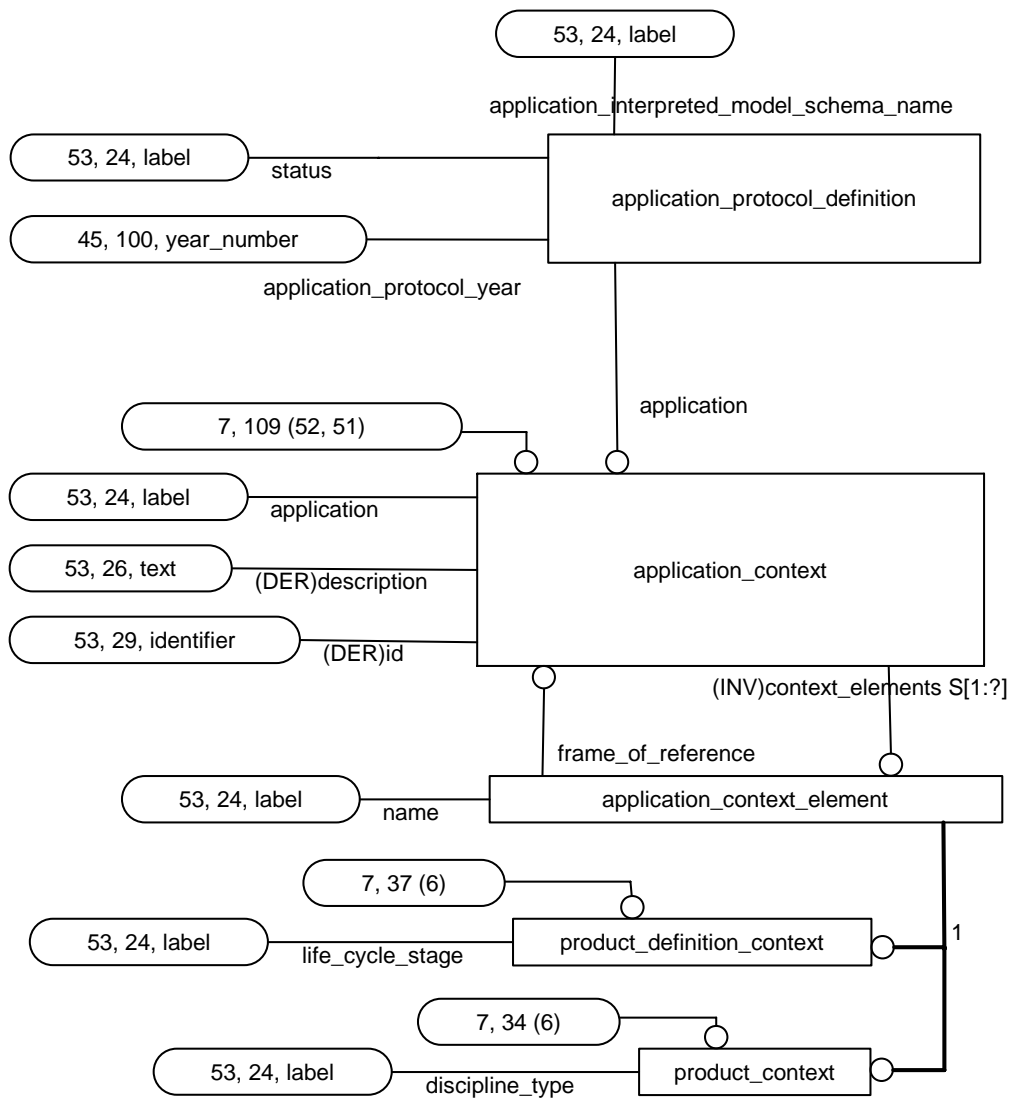 53, 24, label
application_interpreted_model_schema_name
53, 24, label
status
application_protocol_definition
45, 100, year_number
application_protocol_year
application
7, 109 (52, 51)
53, 24, label
application
53, 26, text
(DER)description
application_context
53, 29, identifier
(DER)id
(INV)context_elements S[1:?]
frame_of_reference
53, 24, label
name
application_context_element
7, 37 (6)
53, 24, label
life_cycle_stage
product_definition_context
1
7, 34 (6)
53, 24, label
discipline_type
product_context